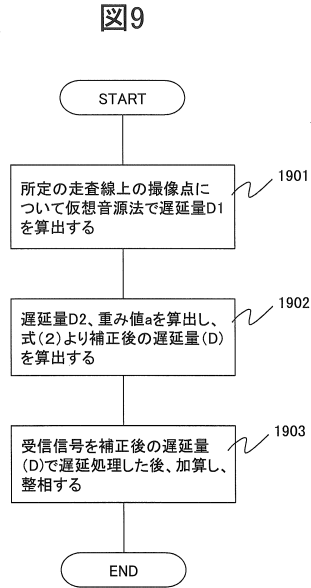 図9
START
1901
所定の走査線上の撮像点に
ついて仮想音源法で遅延量D1
を算出する
1902
遅延量D2、重み値aを算出し、
式(2)より補正後の遅延量(D)
を算出する
1903
受信信号を補正後の遅延量
(D)で遅延処理した後、加算し、
整相する
END